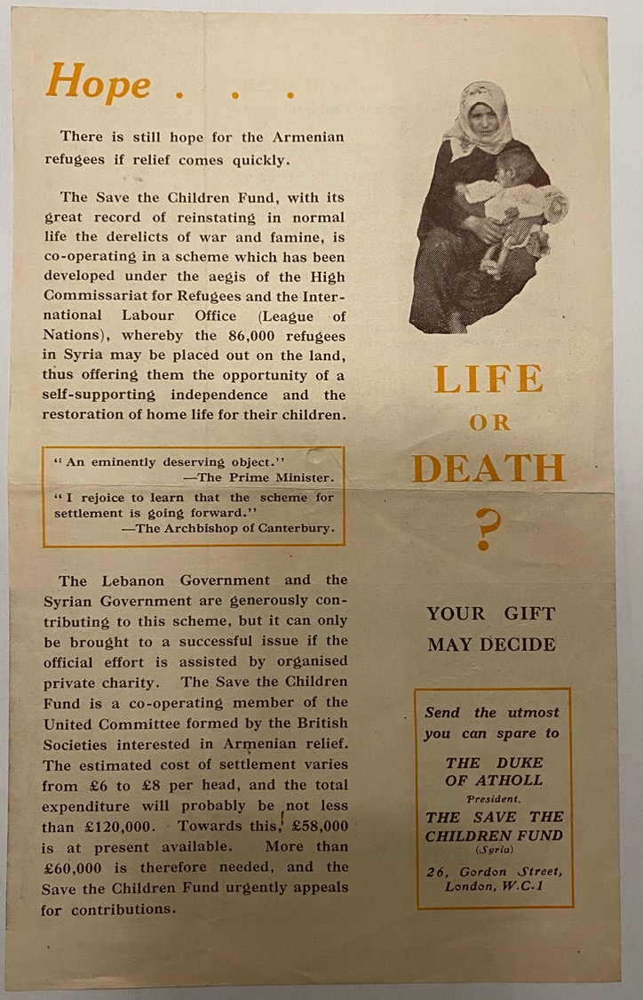 Hope . . .
There is still hope for the Armenian
refugees if relief comes quickly.
The Save the Children Fund, with its
great record of reinstating in normal
life the derelicts of war and famine, is
co-operating in a scheme which has been
developed under the aegis of the High
Commissariat for Refugees and the Inter-
national Labour Office (League of
Nations), whereby the 86,000 refugees
in Syria may be placed out on the land,
thus offering them the opportunity of a
self-supporting independence and the
restoration of home life for their children.
"An eminently deserving object."
—The Prime Minister.
"I rejoice to learn that the scheme for
settlement is going forward."
—The Archbishop of Canterbury.
The Lebanon Government and the
Syrian Government are generously con-
tributing to this scheme, but it can only
be brought to a successful issue if the
official effort is assisted by organised
private charity. The Save the Children
Fund is a co-operating member of the
United Committee formed by the British
Societies interested in Armenian relief.
The estimated cost of settlement varies
from £6 to £8 per head, and the total
expenditure will probably be not less
than £120,000. Towards this, £58,000
is at present available. More than
£60,000 is therefore needed, and the
Save the Children Fund urgently appeals
for contributions.
LIFE
OR
DEATH
?
YOUR GIFT
MAY DECIDE
Send the utmost
you can spare to
THE DUKE
OF ATHOLL
President,
THE SAVE THE
CHILDREN FUND
(Syria)
26, Gordon Street,
London, W.C.1